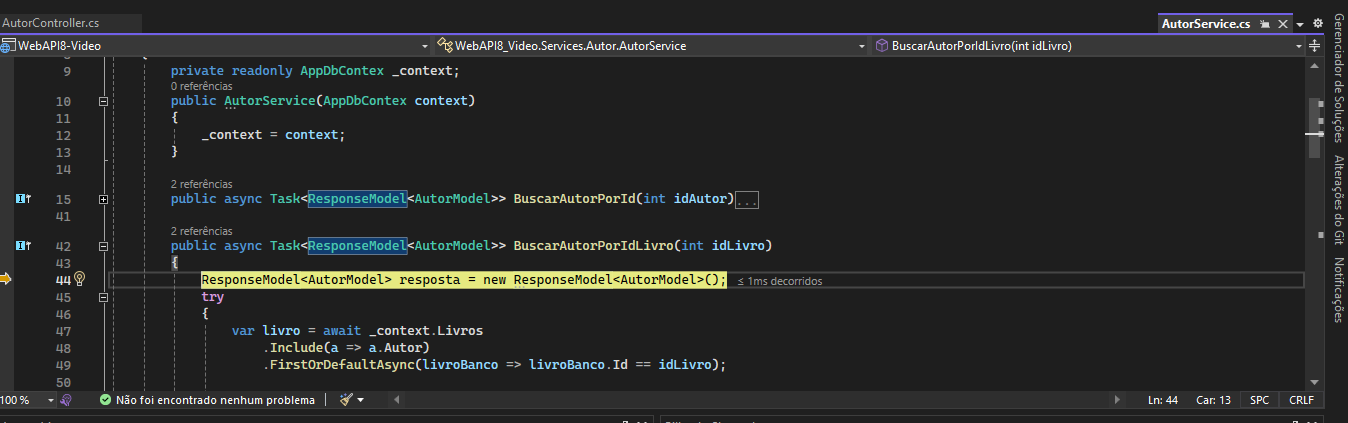 AutorController.cs
AutorService.cs
WebAPI8-Video
WebAPI8_Video.Services.Autor.AutorService
BuscarAutorPorIdLivro(int idLivro)
9 private readonly AppDbContex _context;
0 referências
10 public AutorService(AppDbContex context)
11 {
12 _context = context;
13 }
14
2 referências
15 public async Task<ResponseModel<AutorModel>> BuscarAutorPorId(int idAutor)...
41
2 referências
42 public async Task<ResponseModel<AutorModel>> BuscarAutorPorIdLivro(int idLivro)
43 {
44 ResponseModel<AutorModel> resposta = new ResponseModel<AutorModel>(); ≤ 1ms decorridos
45 try
46 {
47 var livro = await _context.Livros
48 .Include(a => a.Autor)
49 .FirstOrDefaultAsync(livroBanco => livroBanco.Id == idLivro);
50
100 %
Não foi encontrado nenhum problema
Ln: 44 Car: 13 SPC CRLF
Gerenciador de Soluções
Alterações do Git
Notificações